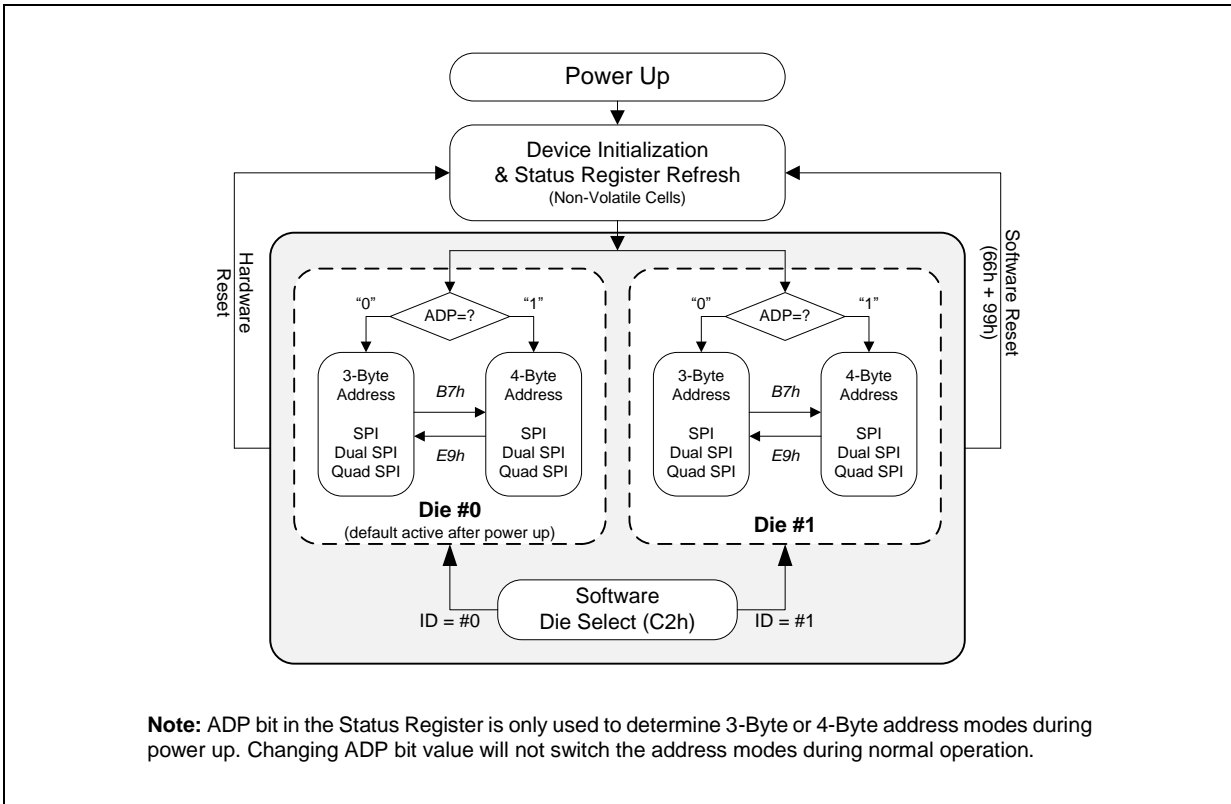 Power Up
Device Initialization
& Status Register Refresh
(Non-Volatile Cells)
Hardware
Reset
Software Reset
(66h + 99h)
“0”
ADP=?
“1”
3-Byte
Address
SPI
Dual SPI
Quad SPI
B7h
E9h
4-Byte
Address
SPI
Dual SPI
Quad SPI
Die #0
(default active after power up)
“0”
ADP=?
“1”
3-Byte
Address
SPI
Dual SPI
Quad SPI
B7h
E9h
4-Byte
Address
SPI
Dual SPI
Quad SPI
Die #1
ID = #0
Software
Die Select (C2h)
ID = #1
Note: ADP bit in the Status Register is only used to determine 3-Byte or 4-Byte address modes during
power up. Changing ADP bit value will not switch the address modes during normal operation.